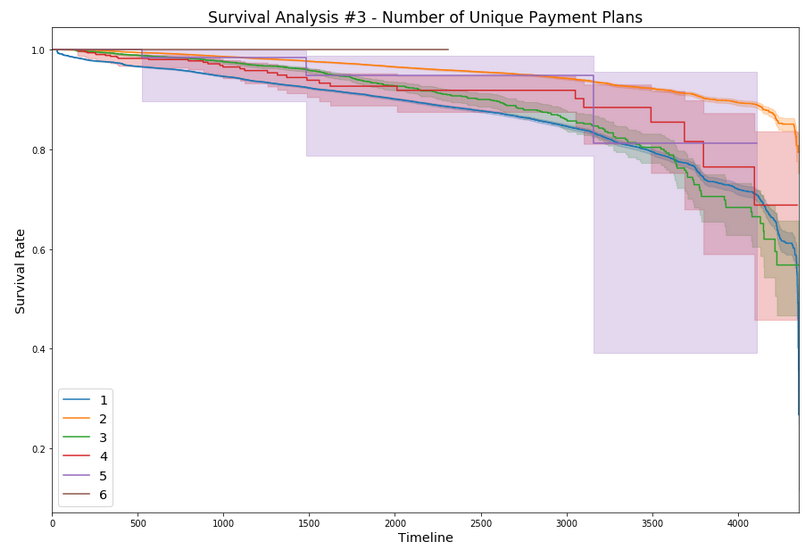 Survival Analysis #3 - Number of Unique Payment Plans
Survival Rate
1.0
0.8
0.6
0.4
0.2
1
2
3
4
5
6
0 500 1000 1500 2000 2500 3000 3500 4000
Timeline